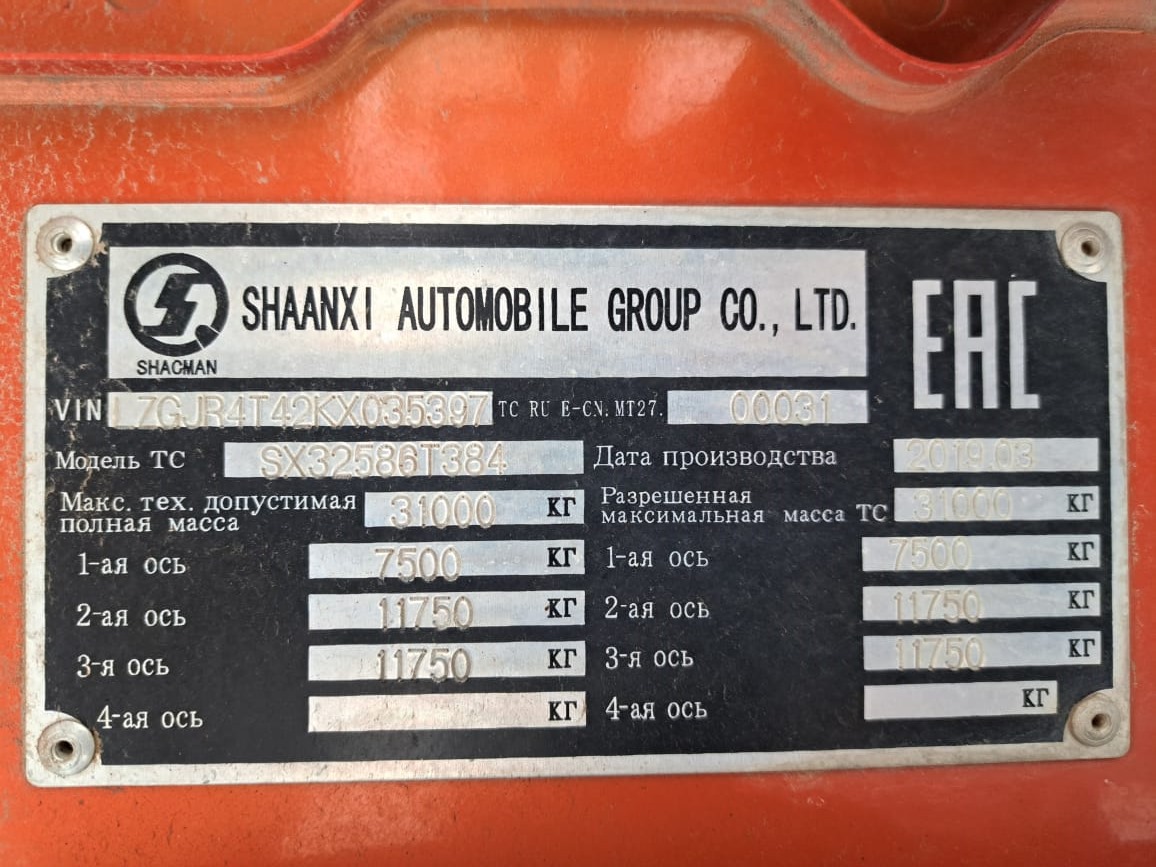 SHACMAN
SHAANXI AUTOMOBILE GROUP CO., LTD.
EAC
VIN LZGJR4T42KX035397 ТС RU E-CN.MT27. 00031
Модель ТС SX32586T384 Дата производства 2019.03
Макс. тех. допустимая полная масса 31000 КГ
Разрешенная максимальная масса ТС 31000 КГ
1-ая ось 7500 КГ 1-ая ось 7500 КГ
2-ая ось 11750 КГ 2-ая ось 11750 КГ
3-я ось 11750 КГ 3-я ось 11750 КГ
4-ая ось КГ 4-ая ось КГ